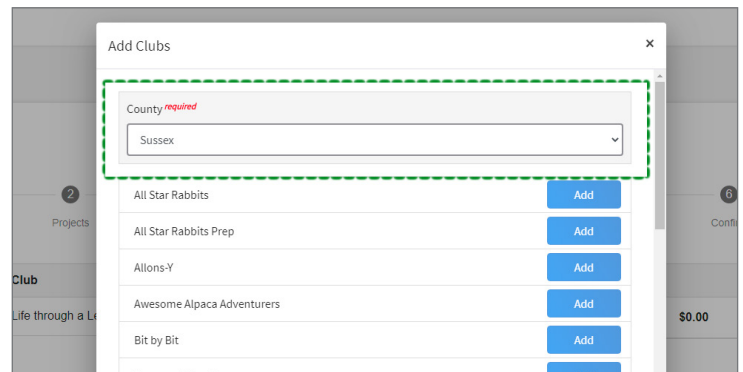 Add Clubs ×
County required
Sussex
All Star Rabbits Add
2 6
Projects
All Star Rabbits Prep Add
Allons-Y Add
Club
Awesome Alpaca Adventurers Add
Life through a $0.00
Bit by Bit Add